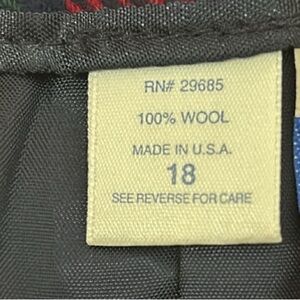 RN# 29685
100% WOOL
MADE IN U.S.A.
18
SEE REVERSE FOR CARE